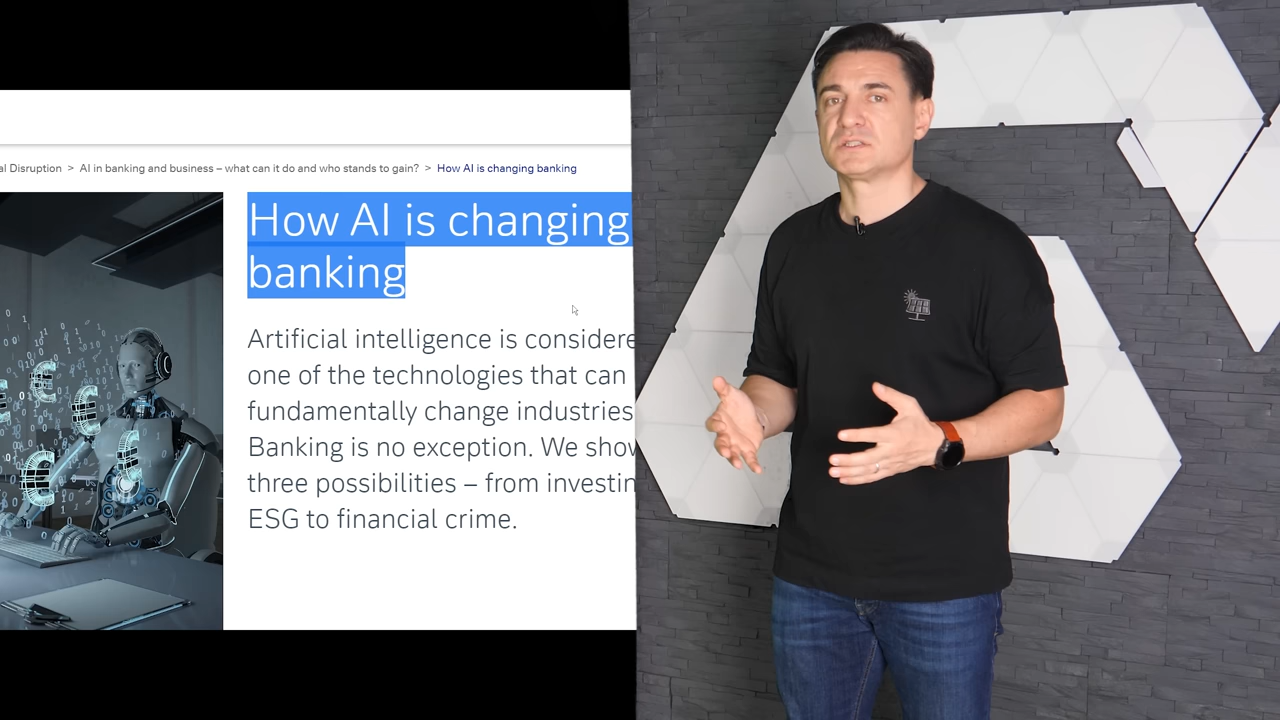 al Disruption > AI in banking and business – what can it do and who stands to gain? > How AI is changing banking
How AI is changing
banking
Artificial intelligence is considere
one of the technologies that can
fundamentally change industries
Banking is no exception. We show
three possibilities – from investin
ESG to financial crime.